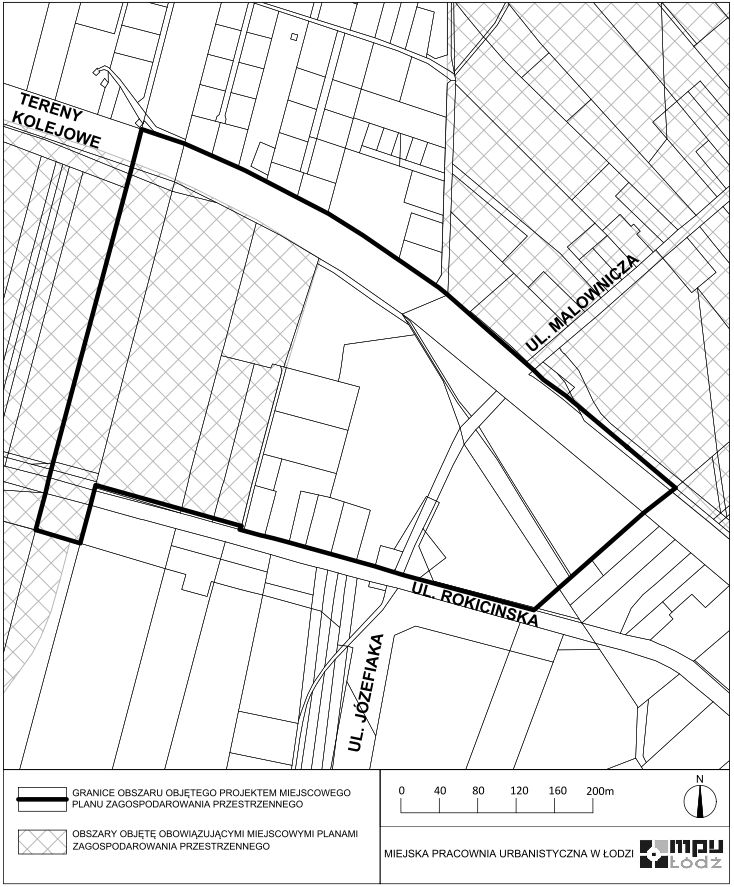 TERENY
KOLEJOWE
UL. MALOWNICZA
UL. ROKICIŃSKA
UL. JÓZEFIAKA
GRANICE OBSZARU OBJĘTEGO PROJEKTEM MIEJSCOWEGO
PLANU ZAGOSPODAROWANIA PRZESTRZENNEGO
OBSZARY OBJĘTĘ OBOWIĄZUJĄCYMI MIEJSCOWYMI PLANAMI
ZAGOSPODAROWANIA PRZESTRZENNEGO
0 40 80 120 160 200m
N
MIEJSKA PRACOWNIA URBANISTYCZNA W ŁODZI
mpu
Łódź